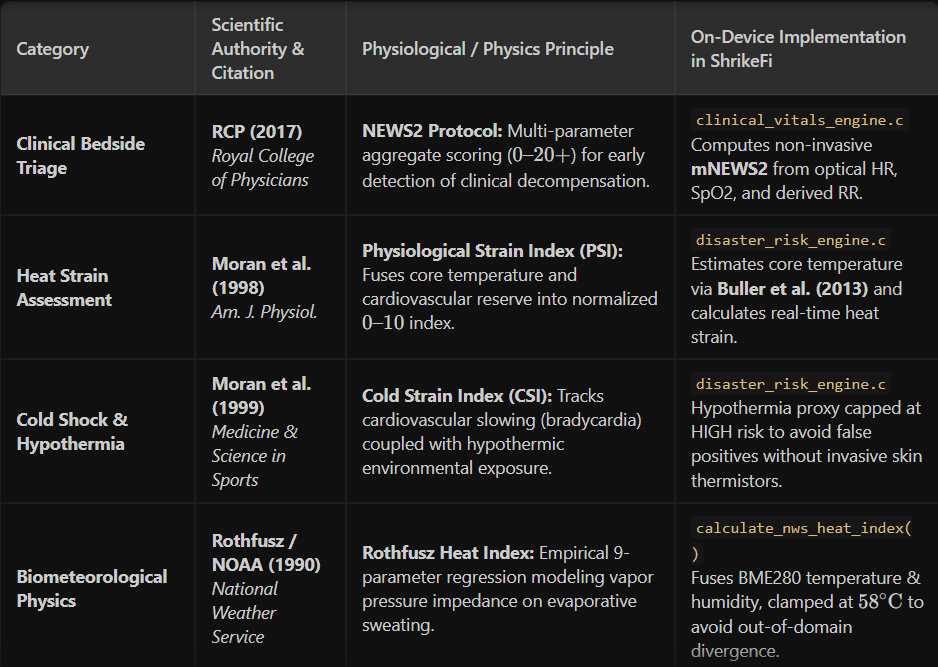 Category
Scientific
Authority &
Citation
Physiological / Physics Principle
On-Device Implementation
in ShrikeFi
Clinical Bedside
Triage
RCP (2017)
Royal College
of Physicians
NEWS2 Protocol: Multi-parameter
aggregate scoring (0–20+) for early
detection of clinical decompensation.
clinical_vitals_engine.c
Computes non-invasive
mNEWS2 from optical HR,
SpO2, and derived RR.
Heat Strain
Assessment
Moran et al.
(1998)
Am. J. Physiol.
Physiological Strain Index (PSI):
Fuses core temperature and
cardiovascular reserve into normalized
0–10 index.
disaster_risk_engine.c
Estimates core temperature
via Buller et al. (2013) and
calculates real-time heat
strain.
Cold Shock &
Hypothermia
Moran et al.
(1999)
Medicine &
Science in
Sports
Cold Strain Index (CSI): Tracks
cardiovascular slowing (bradycardia)
coupled with hypothermic
environmental exposure.
disaster_risk_engine.c
Hypothermia proxy capped at
HIGH risk to avoid false
positives without invasive skin
thermistors.
Biometeorological
Physics
Rothfusz /
NOAA (1990)
National
Weather
Service
Rothfusz Heat Index: Empirical 9-
parameter regression modeling vapor
pressure impedance on evaporative
sweating.
calculate_nws_heat_index(
)
Fuses BME280 temperature &
humidity, clamped at 58°C to
avoid out-of-domain
divergence.